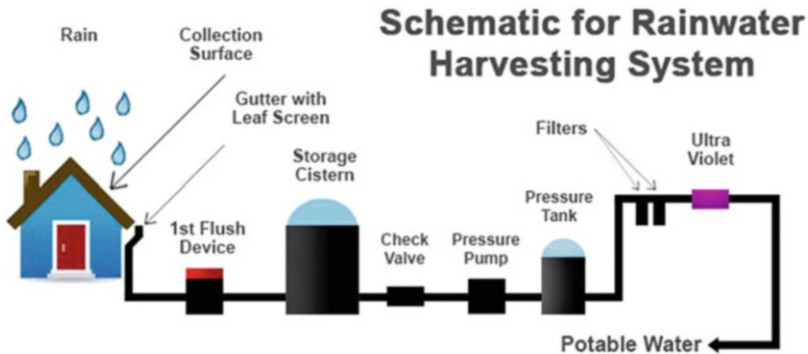 Schematic for Rainwater
Harvesting System
Rain
Collection
Surface
Gutter with
Leaf Screen
Storage
Cistern
Filters
Ultra
Violet
1st Flush
Device
Check
Valve
Pressure
Pump
Pressure
Tank
Potable Water